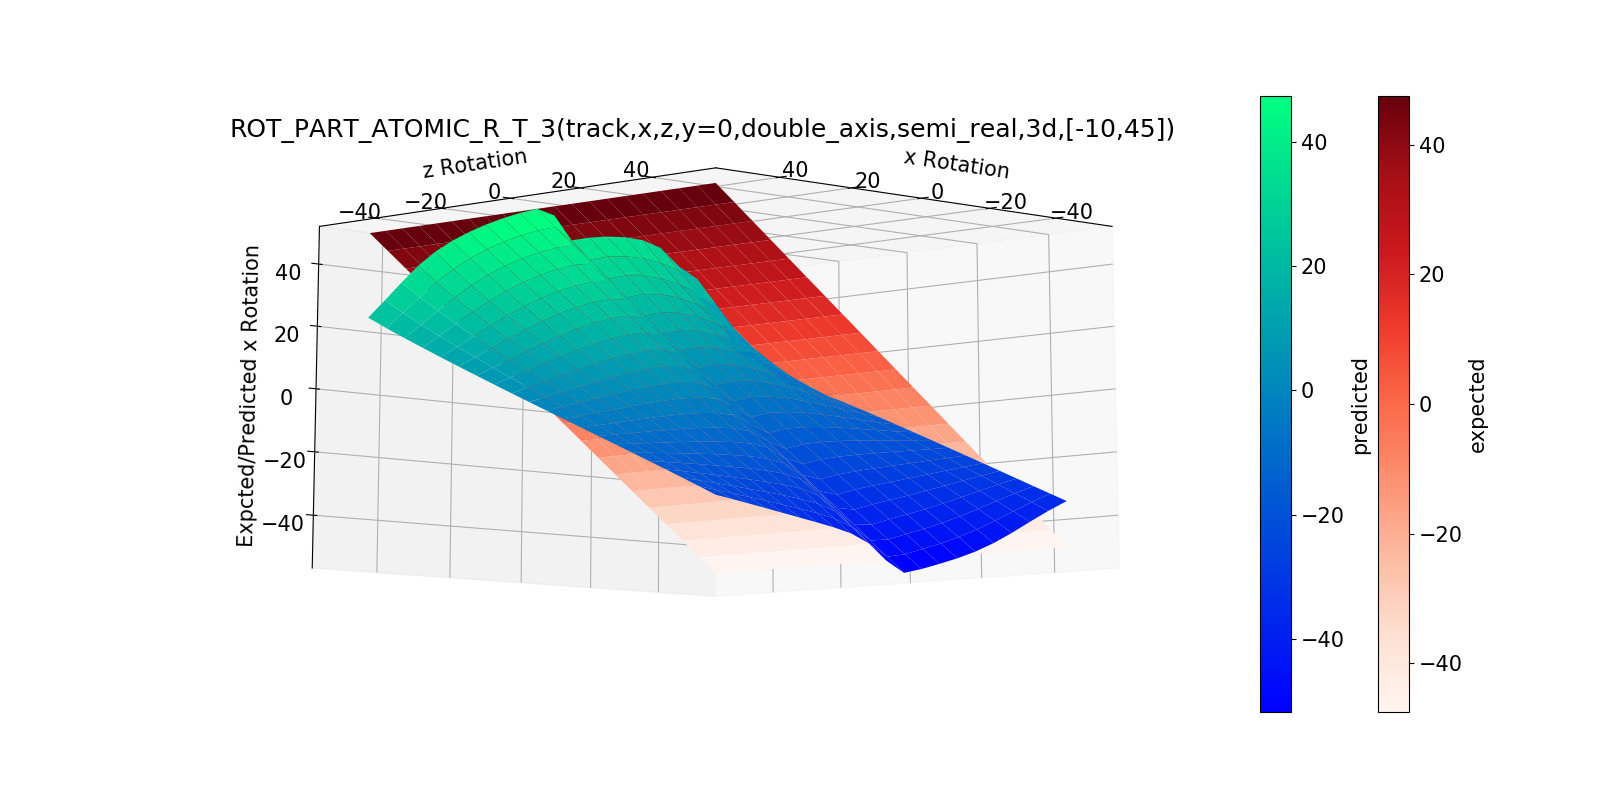 ROT_PART_ATOMIC_R_T_3(track,x,z,y=0,double_axis,semi_real,3d,[-10,45])
z Rotation
x Rotation
−40 −20 0 20 40
40 20 0 −20 −40
Expcted/Predicted x Rotation
40
20
0
−20
−40
40
20
0
−20
−40
predicted
40
20
0
−20
−40
expected